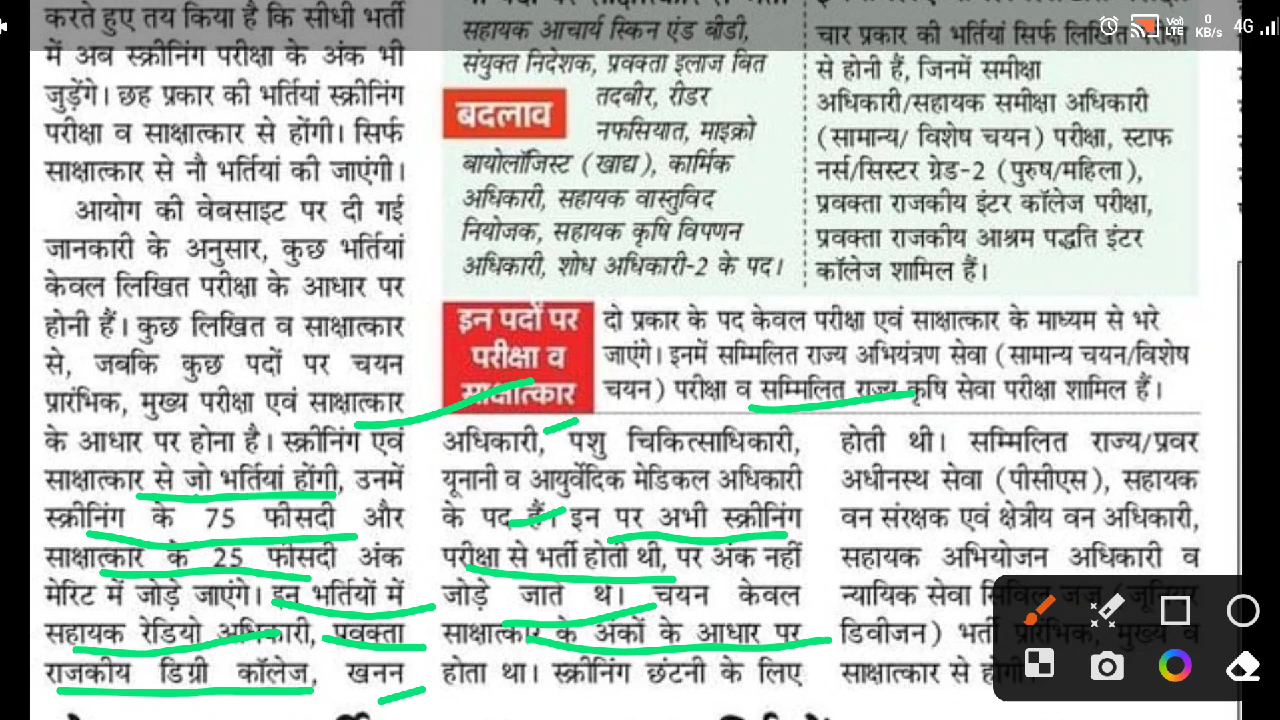 0
KB/s
Vo)
LTE
4G
करते हुए तय किया है कि सीधी भर्ती
में अब स्क्रीनिंग परीक्षा के अंक भी
जुड़ेंगे। छह प्रकार की भर्तियां स्क्रीनिंग
परीक्षा व साक्षात्कार से होंगी। सिर्फ
साक्षात्कार से नौ भर्तियां की जाएंगी।
आयोग की वेबसाइट पर दी गई
जानकारी के अनुसार, कुछ भर्तियां
केवल लिखित परीक्षा के आधार पर
होनी हैं। कुछ लिखित व साक्षात्कार
से, जबकि कुछ पदों पर चयन
प्रारंभिक, मुख्य परीक्षा एवं साक्षात्कार
के आधार पर होना है। स्क्रीनिंग एवं
साक्षात्कार से जो भर्तियां होंगी, उनमें
स्क्रीनिंग के 75 फीसदी और
साक्षात्कार के 25 फीसदी अंक
मेरिट में जोड़े जाएंगे। इन भर्तियों में
सहायक रेडियो अधिकारी, प्रवक्ता
राजकीय डिग्री कॉलेज, खनन
सहायक आचार्य स्किन एंड बीडी,
संयुक्त निदेशक, प्रवक्ता इलाज बित
बदलाव
तदबीर, रीडर
नफसियात, माइक्रो
बायोलॉजिस्ट (खाद्य), कार्मिक
अधिकारी, सहायक वास्तुविद
नियोजक, सहायक कृषि विपणन
अधिकारी, शोध अधिकारी-2 के पद।
चार प्रकार की भर्तियां सिर्फ लिखित परीक्षा
से होनी हैं, जिनमें समीक्षा
अधिकारी/सहायक समीक्षा अधिकारी
(सामान्य/ विशेष चयन) परीक्षा, स्टाफ
नर्स/सिस्टर ग्रेड-2 (पुरुष/महिला),
प्रवक्ता राजकीय इंटर कॉलेज परीक्षा,
प्रवक्ता राजकीय आश्रम पद्धति इंटर
कॉलेज शामिल हैं।
इन पदों पर
परीक्षा व
साक्षात्कार
दो प्रकार के पद केवल परीक्षा एवं साक्षात्कार के माध्यम से भरे
जाएंगे। इनमें सम्मिलित राज्य अभियंत्रण सेवा (सामान्य चयन/विशेष
चयन) परीक्षा व सम्मिलित राज्य कृषि सेवा परीक्षा शामिल हैं।
अधिकारी, पशु चिकित्साधिकारी,
यूनानी व आयुर्वेदिक मेडिकल अधिकारी
के पद हैं। इन पर अभी स्क्रीनिंग
परीक्षा से भर्ती होती थी, पर अंक नहीं
जोड़े जाते थे। चयन केवल
साक्षात्कार के अंकों के आधार पर
होता था। स्क्रीनिंग छंटनी के लिए
होती थी। सम्मिलित राज्य/प्रवर
अधीनस्थ सेवा (पीसीएस), सहायक
वन संरक्षक एवं क्षेत्रीय वन अधिकारी,
सहायक अभियोजन अधिकारी व
न्यायिक सेवा सिविल जज (जूनियर
डिवीजन) भर्ती प्रारंभिक, मुख्य व
साक्षात्कार से होगी।